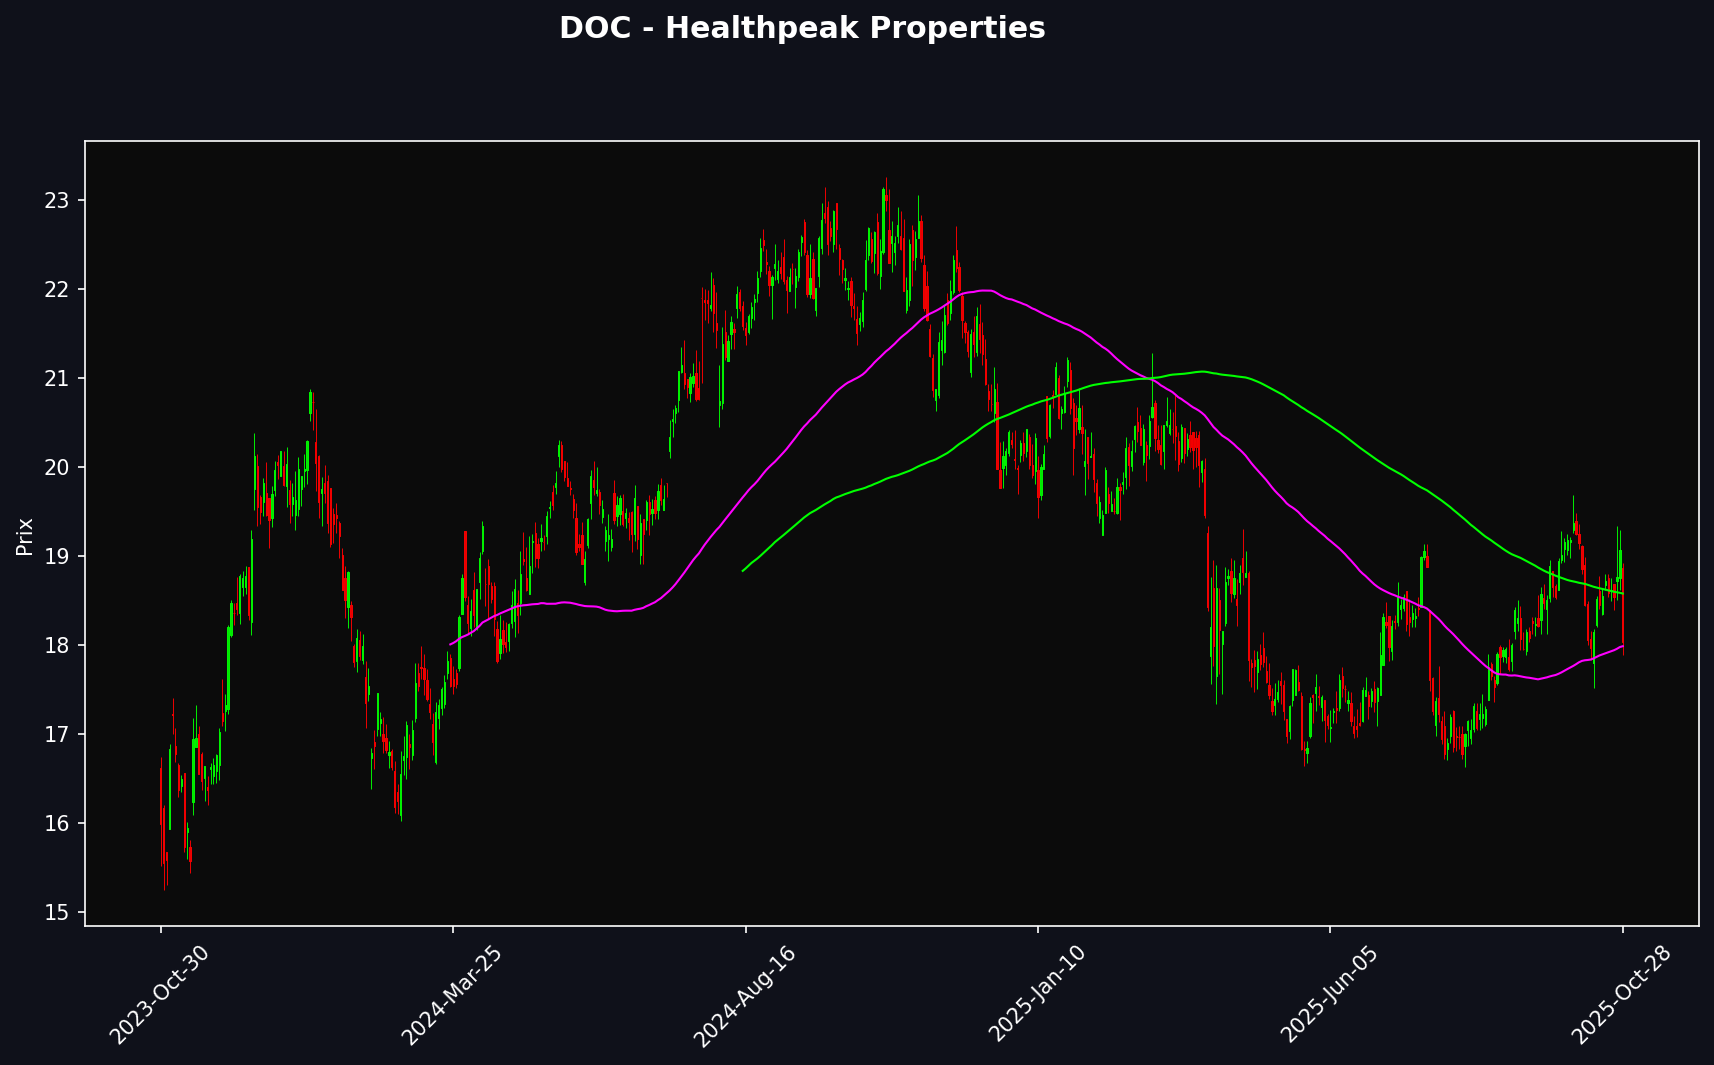 DOC - Healthpeak Properties
Prix
23
22
21
20
19
18
17
16
15
2023-Oct-30
2024-Mar-25
2024-Aug-16
2025-Jan-10
2025-Jun-05
2025-Oct-28